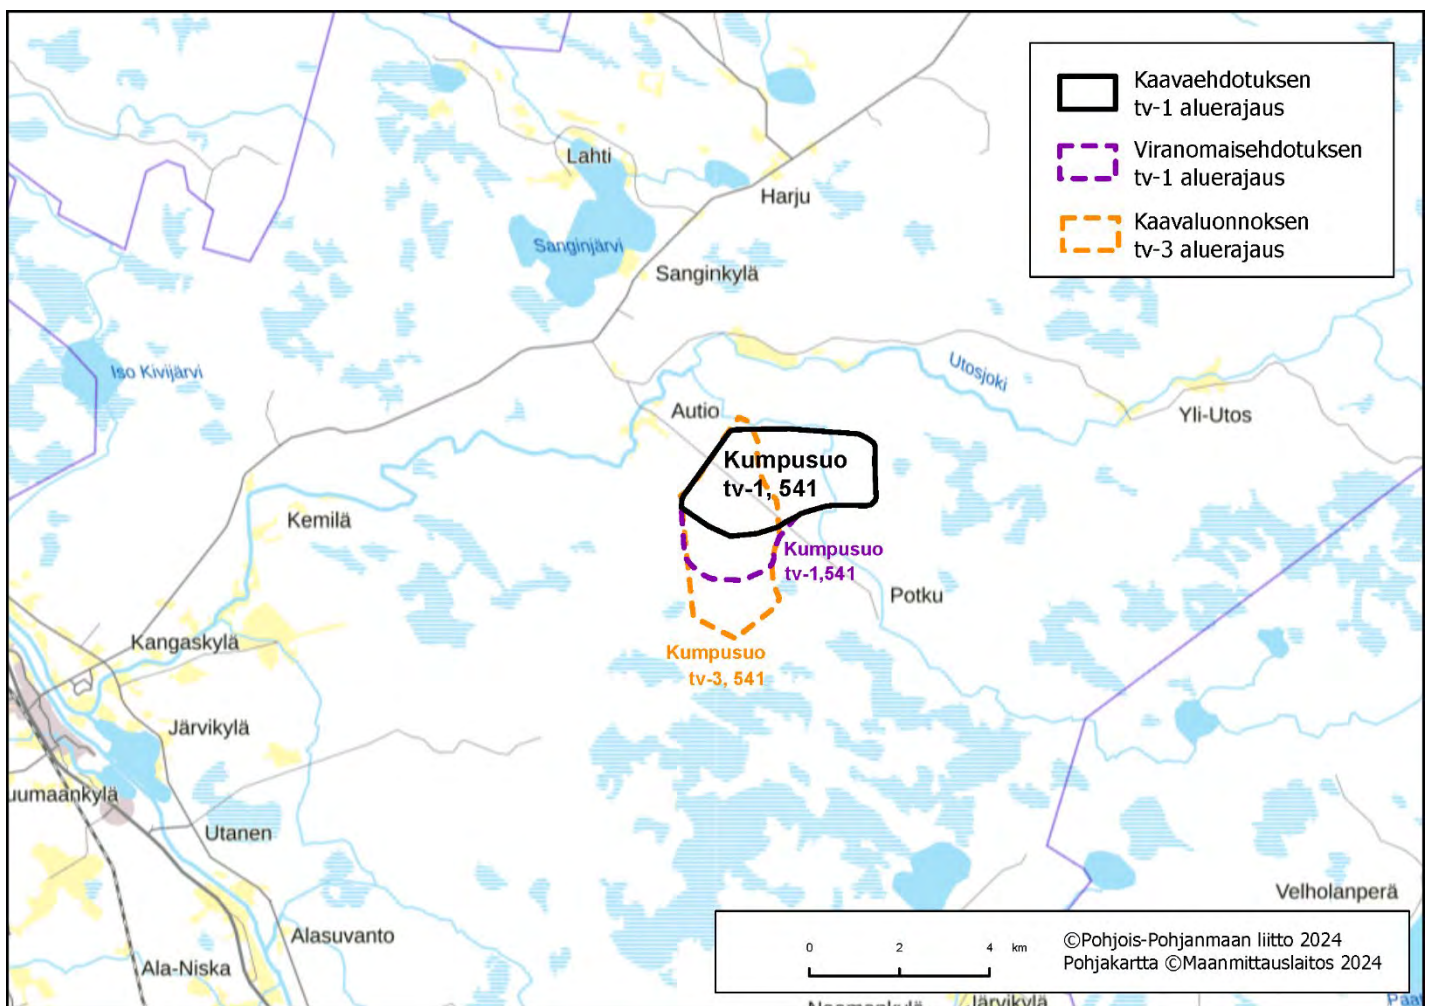 Kaavaehdotuksen
tv-1 aluerajaus
Viranomaisehdotuksen
tv-1 aluerajaus
Kaavaluonnoksen
tv-3 aluerajaus
Lahti
Harju
Sanginjärvi
Sanginkylä
Iso Kivijärvi
Utosjoki
Autio
Yli-Utos
Kumpusuo
tv-1, 541
Kemilä
Kumpusuo
tv-1,541
Potku
Kangaskylä
Kumpusuo
tv-3, 541
Järvikylä
uumaankylä
Utanen
Velholanperä
Alasuvanto
Ala-Niska
0 2 4 km
©Pohjois-Pohjanmaan liitto 2024
Pohjakartta ©Maanmittauslaitos 2024
Järvikylä